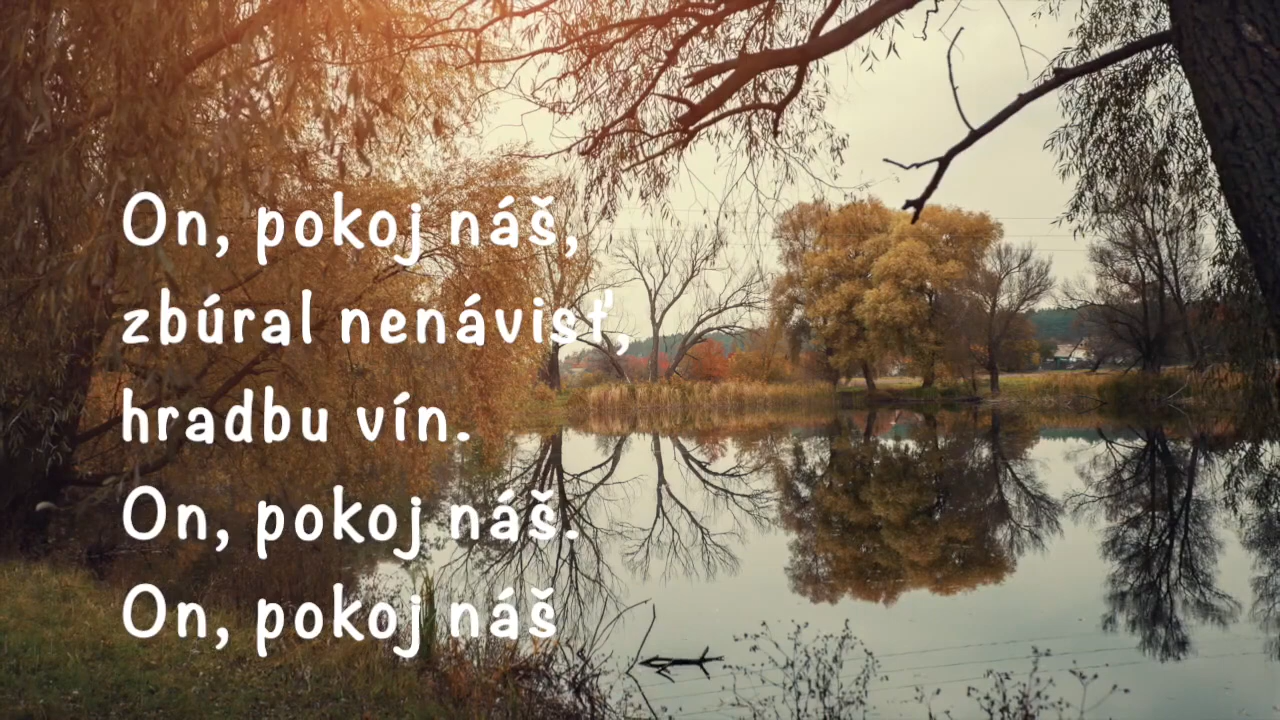 On, pokoj náš,
zbúral nenávisť,
hradbu vín.
On, pokoj náš.
On, pokoj náš